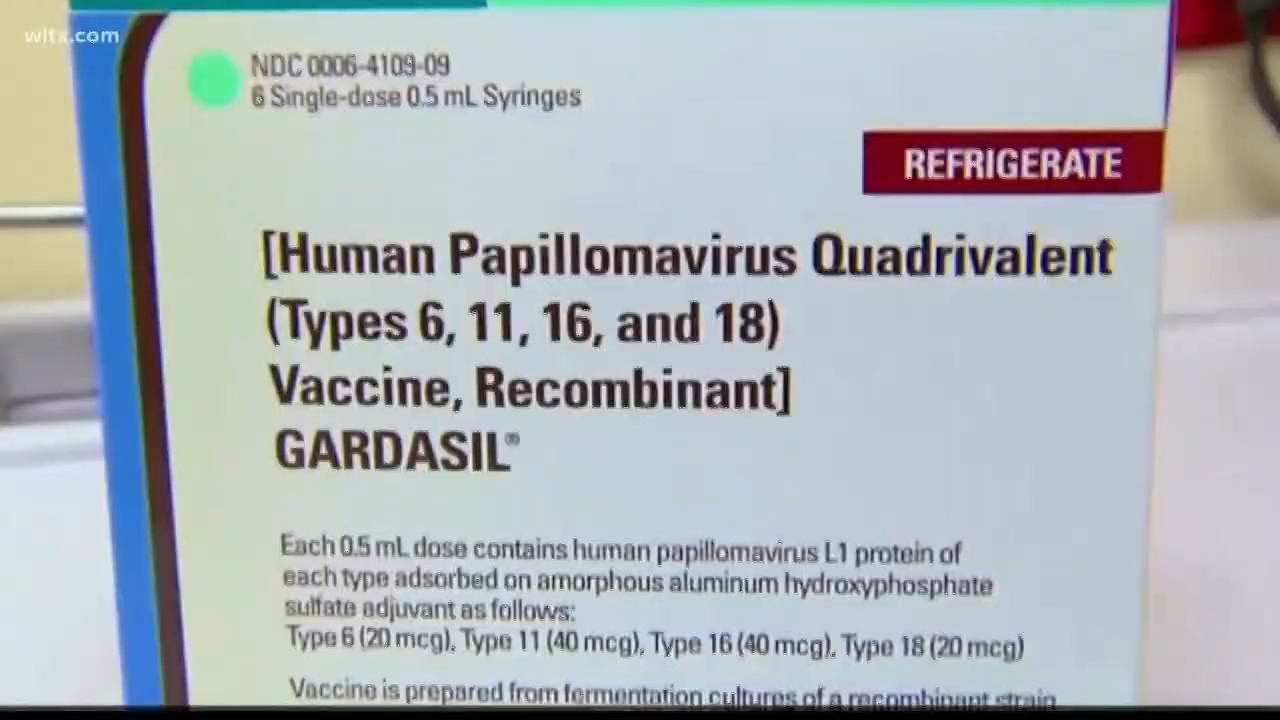 wltx.com
NDC 0006-4109-09
6 Single-dose 0.5 mL Syringes
REFRIGERATE
[Human Papillomavirus Quadrivalent
(Types 6, 11, 16, and 18)
Vaccine, Recombinant]
GARDASIL®
Each 0.5 mL dose contains human papillomavirus L1 protein of
each type adsorbed on amorphous aluminum hydroxyphosphate
sulfate adjuvant as follows:
Type 6 (20 mcg), Type 11 (40 mcg), Type 16 (40 mcg), Type 18 (20 mcg)
Vaccine is prepared from fermentation cultures of a recombinant strain